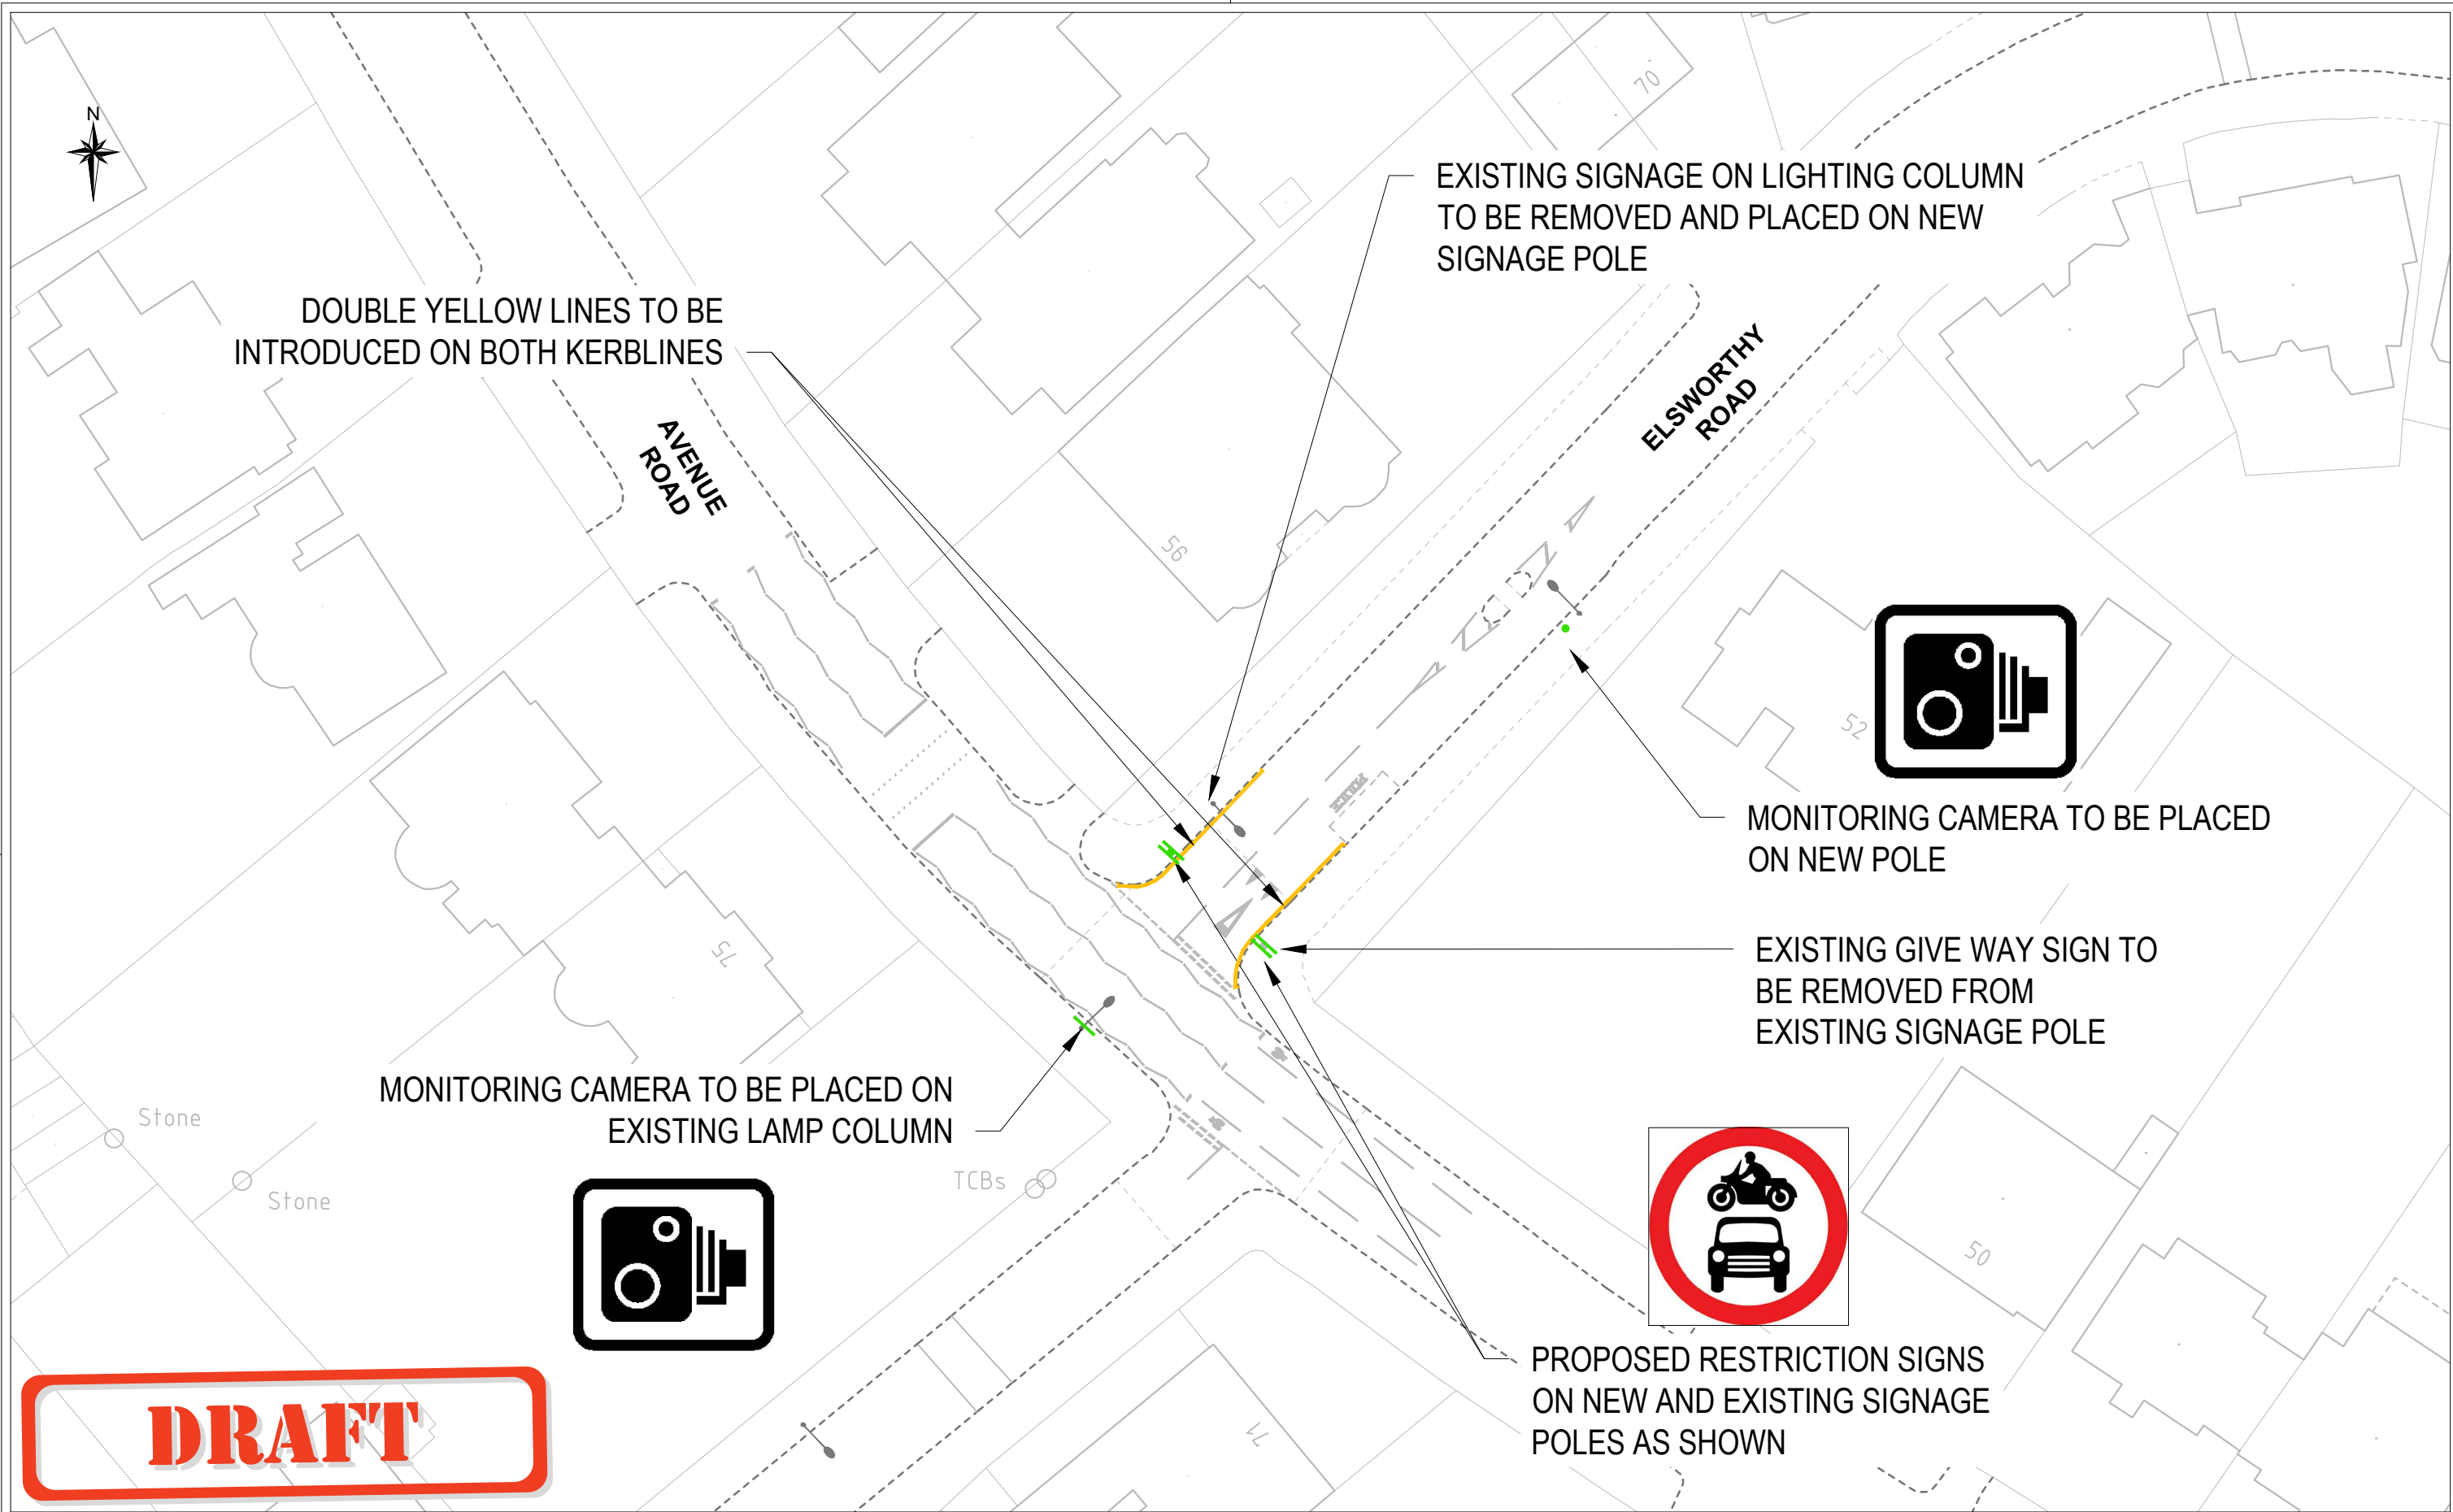 N
70
EXISTING SIGNAGE ON LIGHTING COLUMN
TO BE REMOVED AND PLACED ON NEW
SIGNAGE POLE
DOUBLE YELLOW LINES TO BE
INTRODUCED ON BOTH KERBLINES
ELSWORTHY
ROAD
AVENUE
ROAD
56
52
MONITORING CAMERA TO BE PLACED
ON NEW POLE
EXISTING GIVE WAY SIGN TO
BE REMOVED FROM
EXISTING SIGNAGE POLE
75
MONITORING CAMERA TO BE PLACED ON
EXISTING LAMP COLUMN
Stone
Stone
TCBs
50
PROPOSED RESTRICTION SIGNS
ON NEW AND EXISTING SIGNAGE
POLES AS SHOWN
71
DRAFT